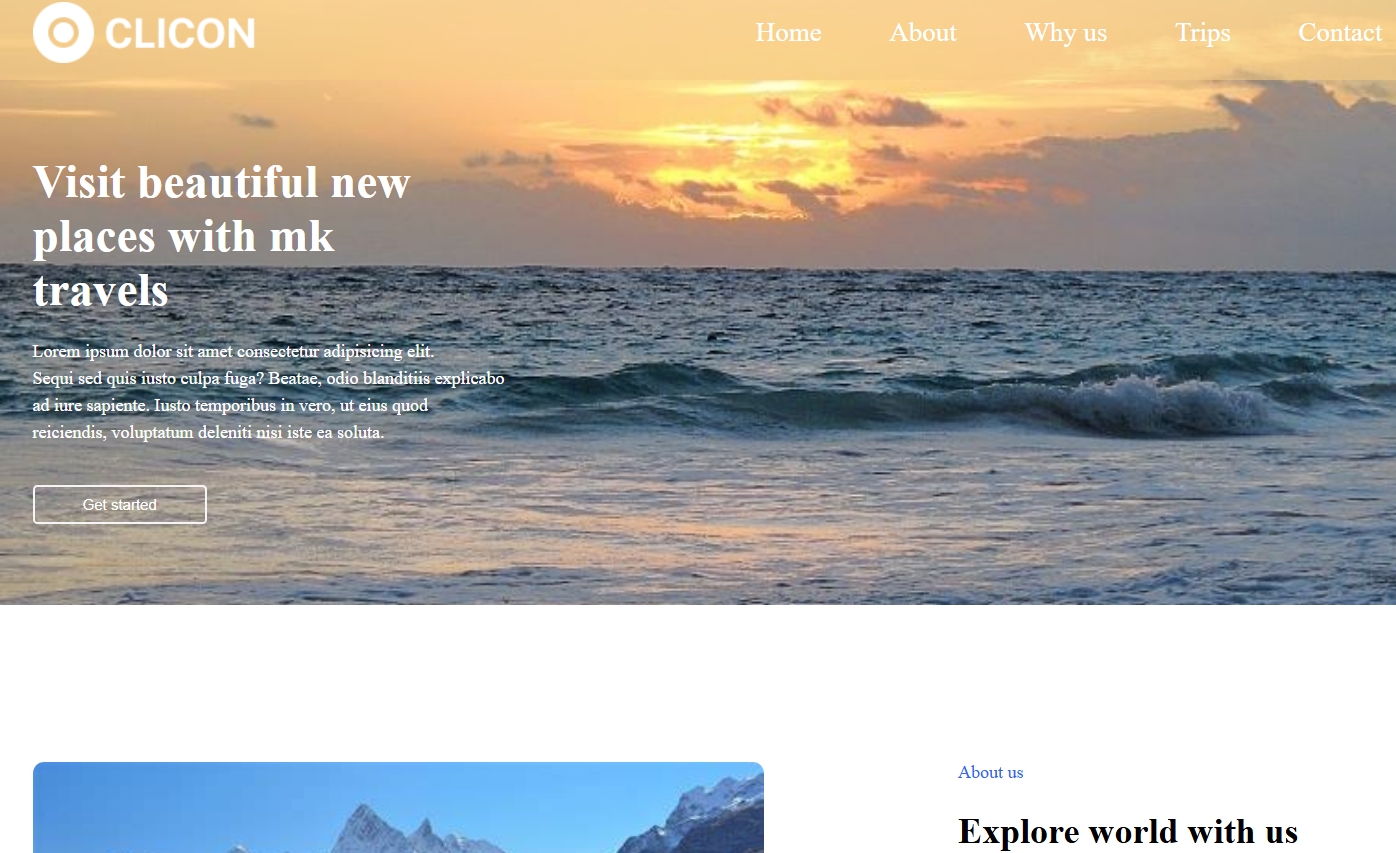 CLICON
Home About Why us Trips Contact
Visit beautiful new
places with mk
travels
Lorem ipsum dolor sit amet consectetur adipisicing elit.
Sequi sed quis iusto culpa fuga? Beatae, odio blanditiis explicabo
ad iure sapiente. Iusto temporibus in vero, ut eius quod
reiciendis, voluptatum deleniti nisi iste ea soluta.
Get started
About us
Explore world with us